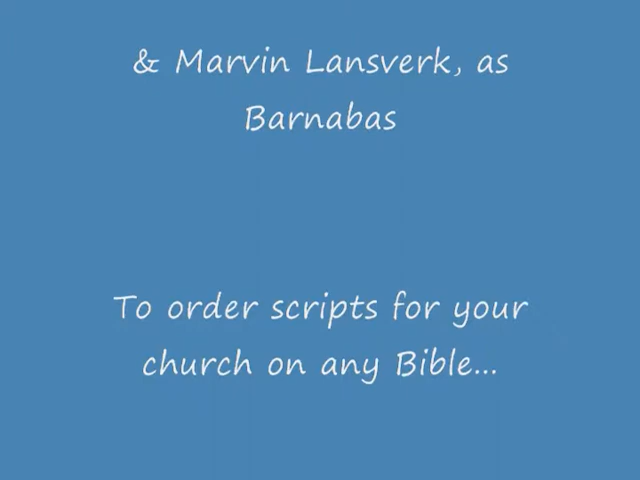 & Marvin Lansverk, as
Barnabas
To order scripts for your
church on any Bible...